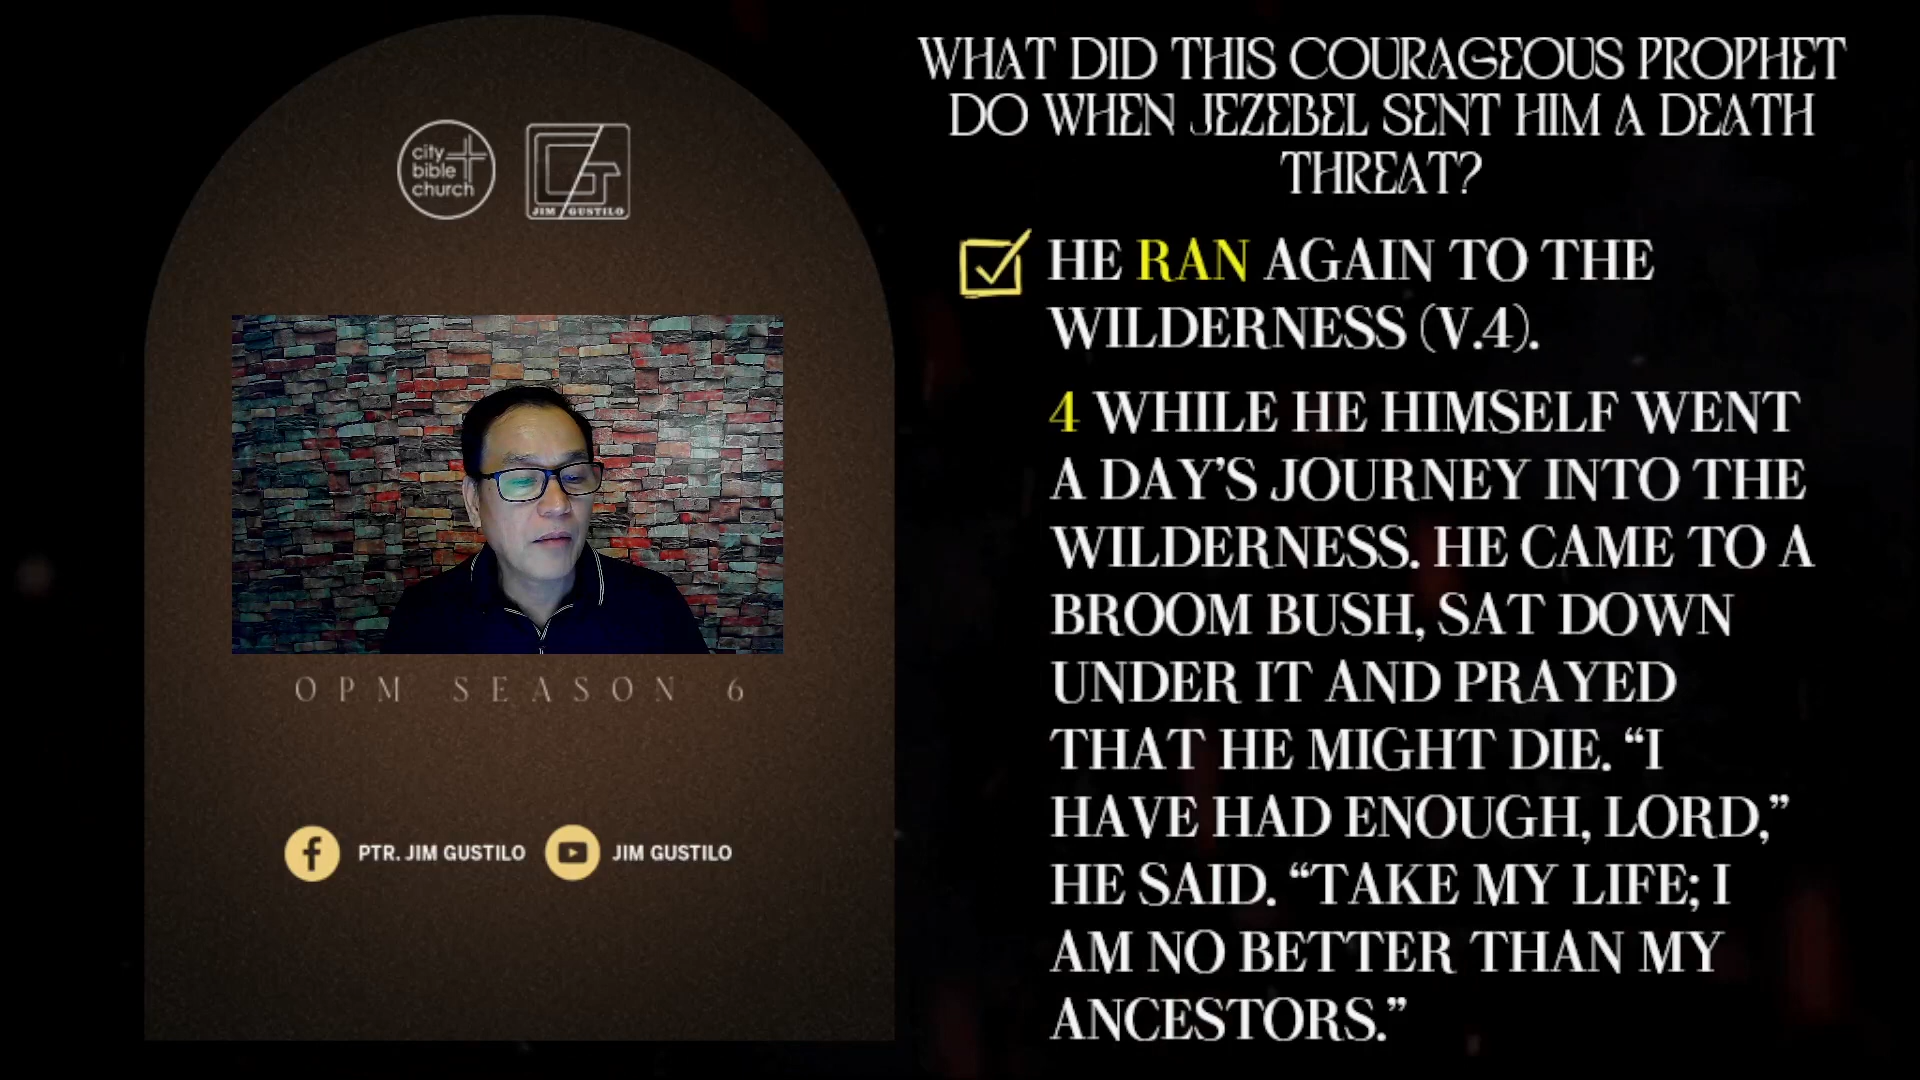 city
bible
church
JIM GUSTILO
OPM SEASON 6
PTR. JIM GUSTILO
JIM GUSTILO
WHAT DID THIS COURAGEOUS PROPHET
DO WHEN JEZEBEL SENT HIM A DEATH
THREAT?
HE RAN AGAIN TO THE
WILDERNESS (V.4).
4 WHILE HE HIMSELF WENT
A DAY’S JOURNEY INTO THE
WILDERNESS. HE CAME TO A
BROOM BUSH, SAT DOWN
UNDER IT AND PRAYED
THAT HE MIGHT DIE. “I
HAVE HAD ENOUGH, LORD,”
HE SAID. “TAKE MY LIFE; I
AM NO BETTER THAN MY
ANCESTORS.”